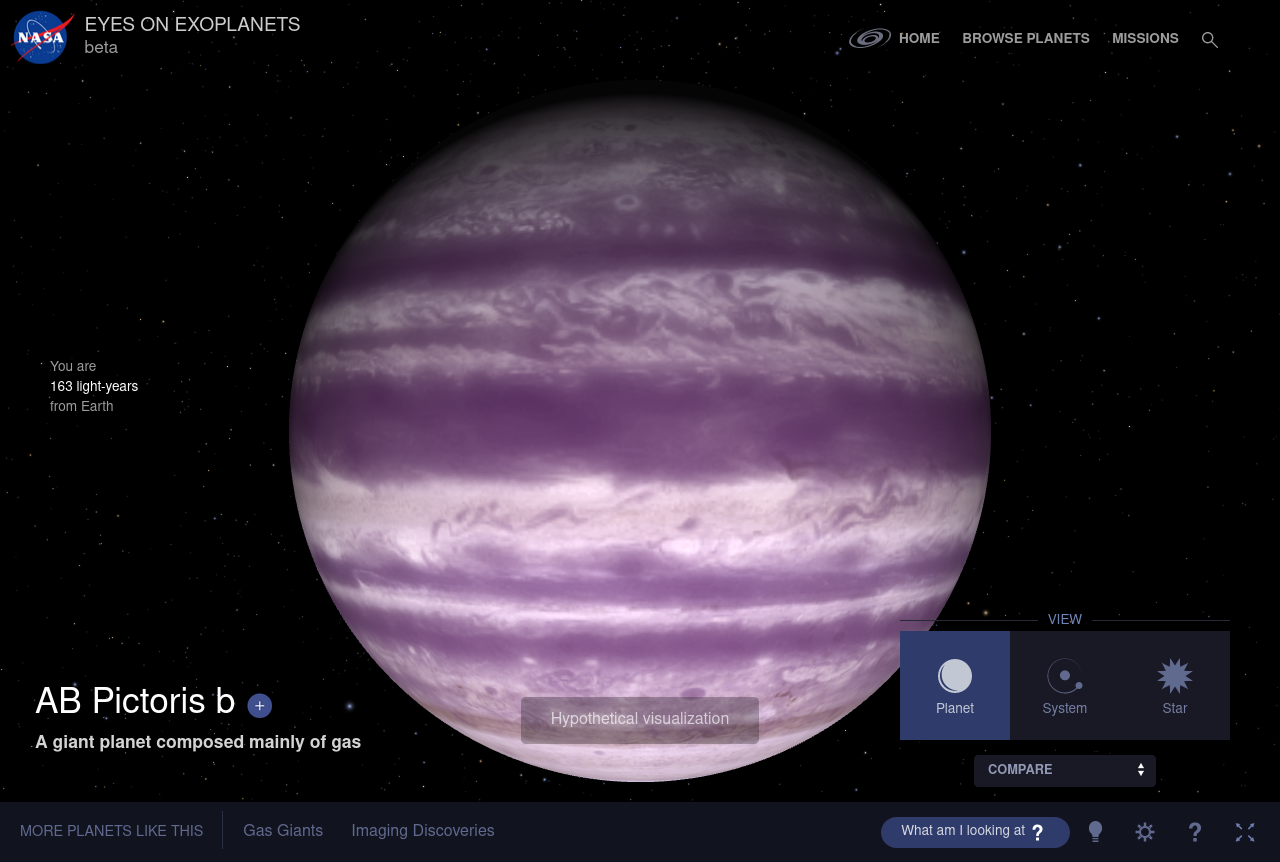 NASA
EYES ON EXOPLANETS
beta
HOME
BROWSE PLANETS
MISSIONS
You are
163 light-years
from Earth
VIEW
Planet
System
Star
AB Pictoris b +
A giant planet composed mainly of gas
Hypothetical visualization
COMPARE
MORE PLANETS LIKE THIS
Gas Giants
Imaging Discoveries
What am I looking at ?
?